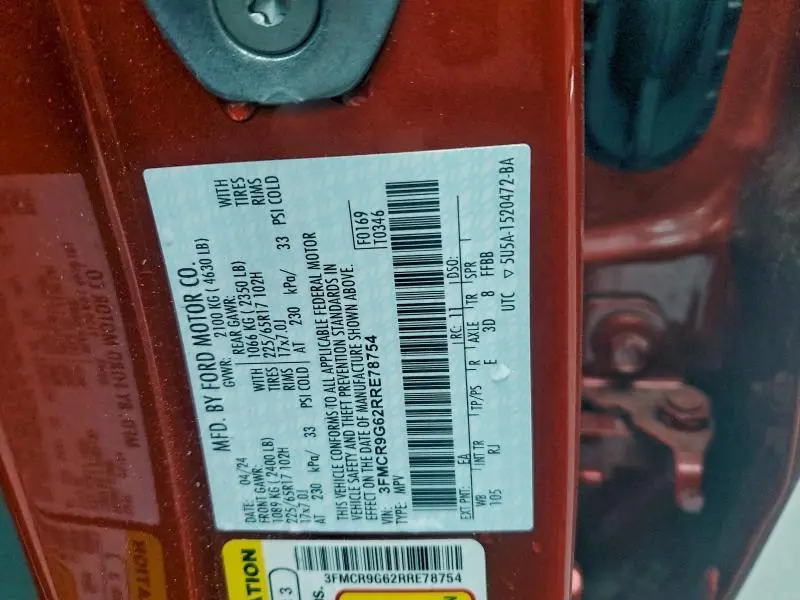 MFD. BY FORD MOTOR CO.
DATE: 04/24 GVWR: 2100 KG ( 4630 LB)
FRONT GAWR: REAR GAWR:
1089 KG ( 2400 LB) WITH 1066 KG ( 2350 LB) WITH
225/65R17 102H TIRES 225/65R17 102H TIRES
17x7.0J RIMS 17x7.0J RIMS
AT 230 kPa/ 33 PSI COLD AT 230 kPa/ 33 PSI COLD
THIS VEHICLE CONFORMS TO ALL APPLICABLE FEDERAL MOTOR
VEHICLE SAFETY AND THEFT PREVENTION STANDARDS IN
EFFECT ON THE DATE OF MANUFACTURE SHOWN ABOVE.
VIN: 3FMCR9G62RRE78754 F0169
TYPE: MPV T0346
EXT PNT: EA RC: 11 DSO:
WB INT TR TP/PS R AXLE TR SPR
105 RJ E 3D 8 FFBB
UTC ▽ 5U5A-1520472-BA
3FMCR9G62RRE78754